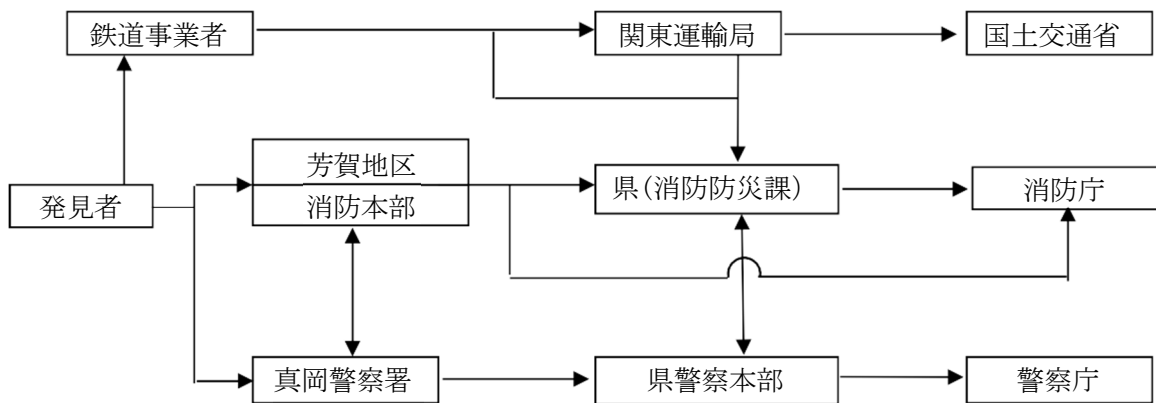 鉄道事業者
関東運輸局
国土交通省
芳賀地区
消防本部
発見者
県(消防防災課)
消防庁
真岡警察署
県警察本部
警察庁